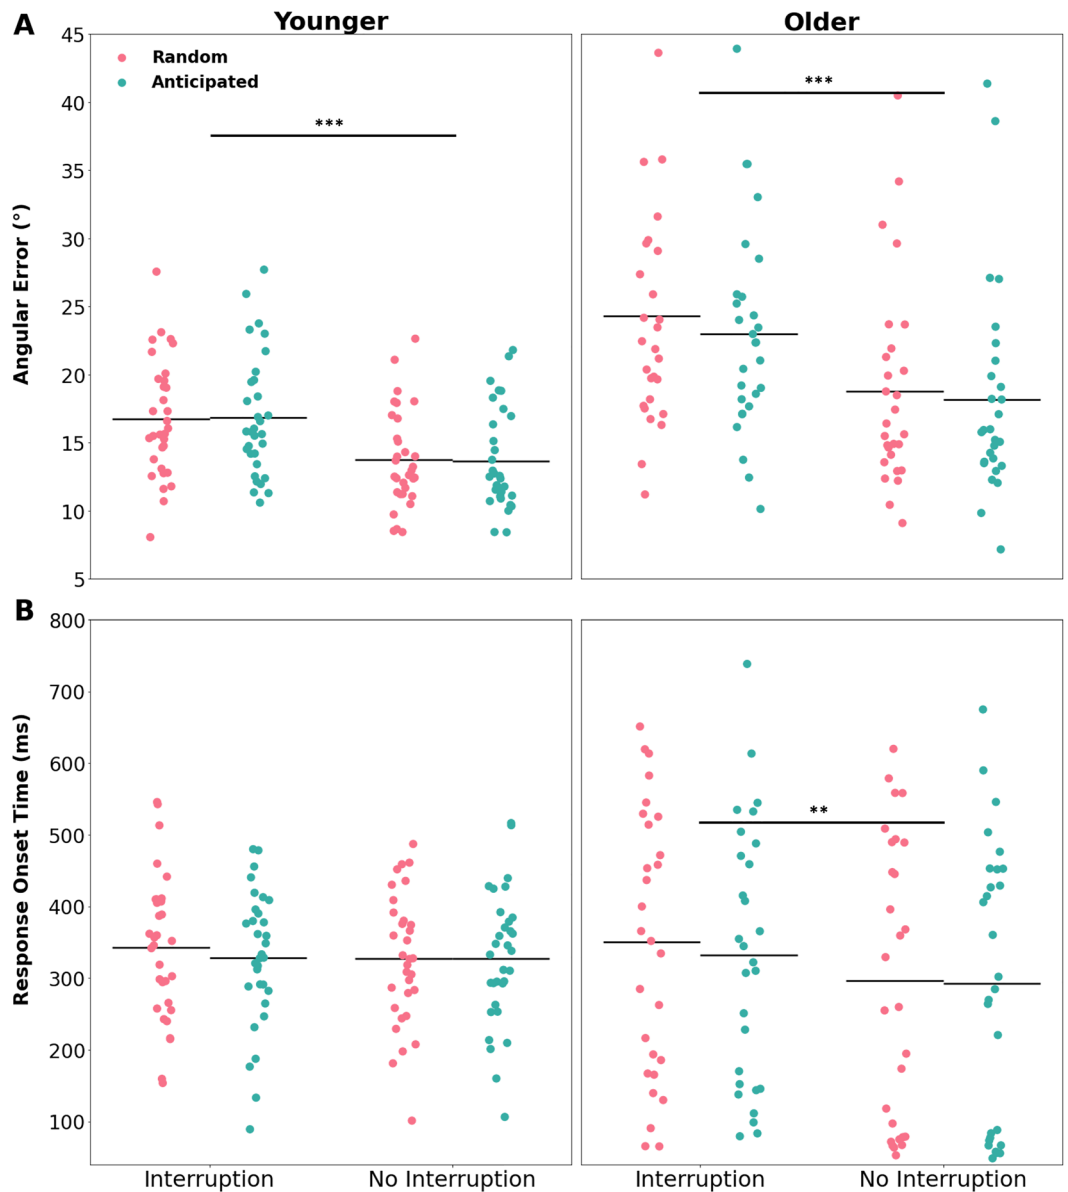 A
Younger
Older
45
40
35
30
25
20
15
10
5
Angular Error (°)
Random
Anticipated
***
***
B
800
700
600
500
400
300
200
100
Response Onset Time (ms)
**
Interruption
No Interruption
Interruption
No Interruption